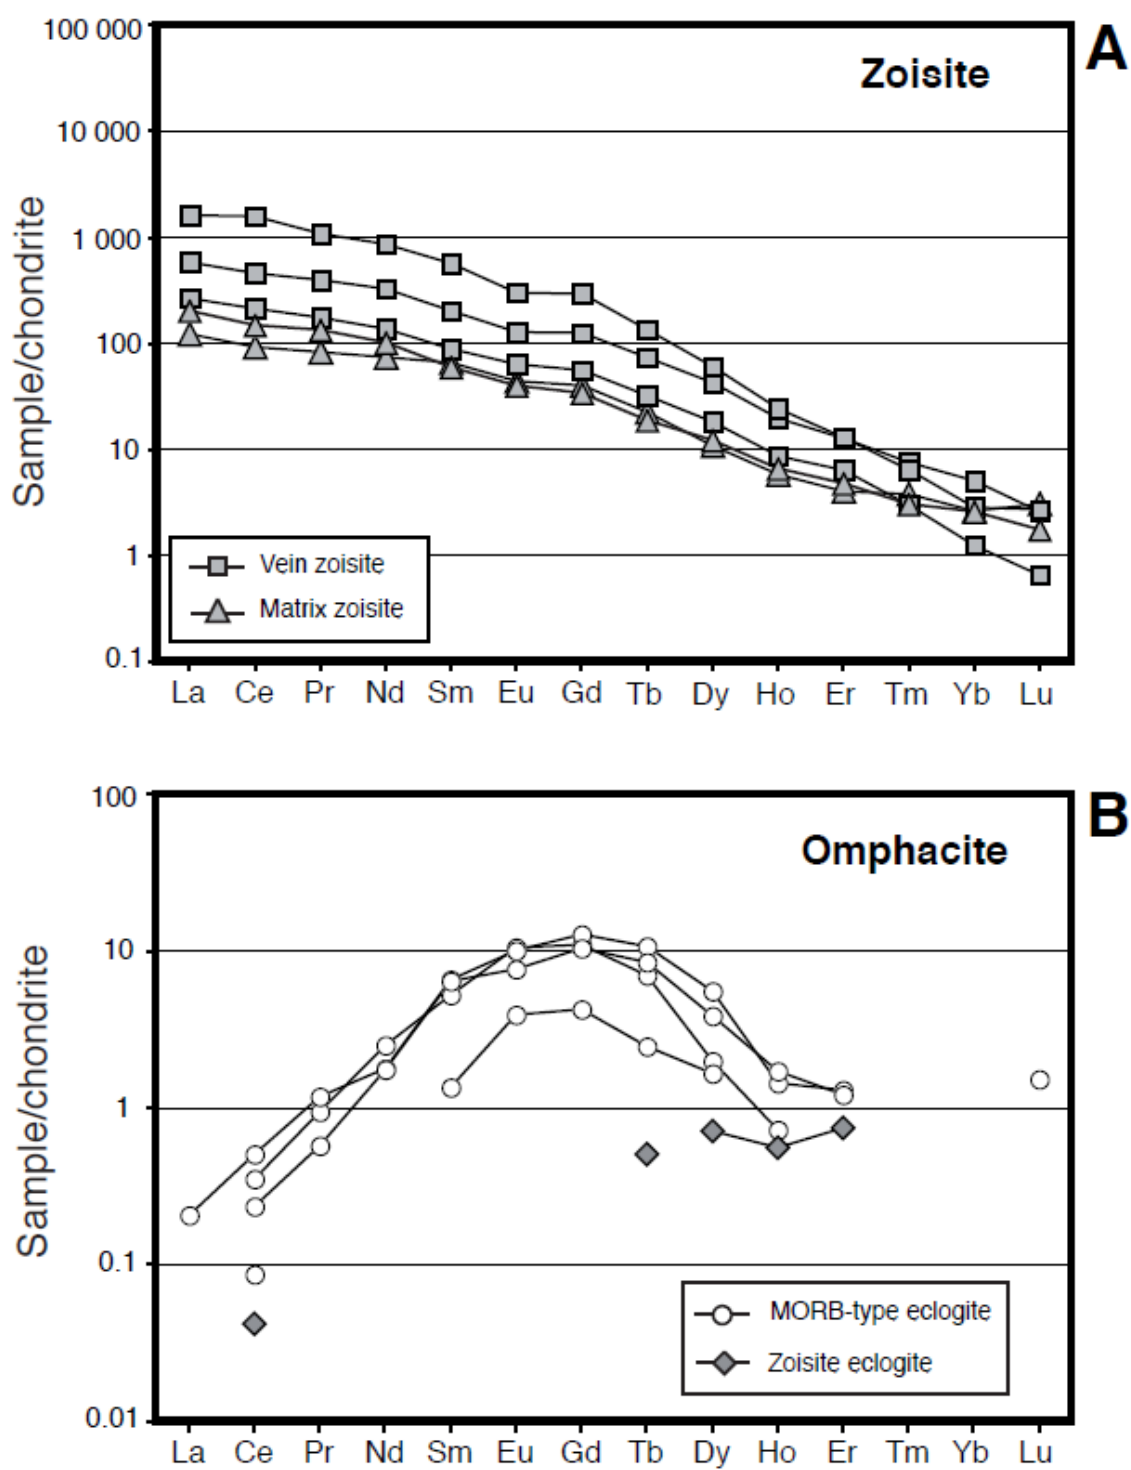 A
Zoisite
Sample/chondrite
100 000
10 000
1 000
100
10
1
0.1
Vein zoisite
Matrix zoisite
La Ce Pr Nd Sm Eu Gd Tb Dy Ho Er Tm Yb Lu
B
Omphacite
Sample/chondrite
100
10
1
0.1
0.01
MORB-type eclogite
Zoisite eclogite
La Ce Pr Nd Sm Eu Gd Tb Dy Ho Er Tm Yb Lu